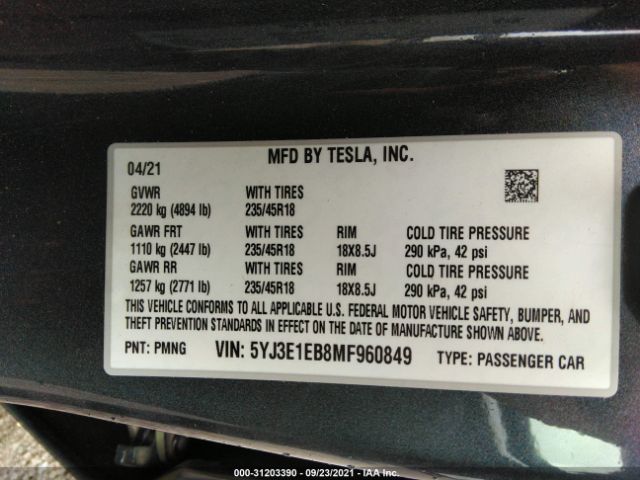 MFD BY TESLA, INC.
04/21
GVWR WITH TIRES
2220 kg (4894 lb) 235/45R18
GAWR FRT WITH TIRES RIM COLD TIRE PRESSURE
1110 kg (2447 lb) 235/45R18 18X8.5J 290 kPa, 42 psi
GAWR RR WITH TIRES RIM COLD TIRE PRESSURE
1257 kg (2771 lb) 235/45R18 18X8.5J 290 kPa, 42 psi
THIS VEHICLE CONFORMS TO ALL APPLICABLE U.S. FEDERAL MOTOR VEHICLE SAFETY, BUMPER, AND
THEFT PREVENTION STANDARDS IN EFFECT ON THE DATE OF MANUFACTURE SHOWN ABOVE.
PNT: PMNG VIN: 5YJ3E1EB8MF960849 TYPE: PASSENGER CAR
000-31203390 - 09/23/2021 - IAA Inc.